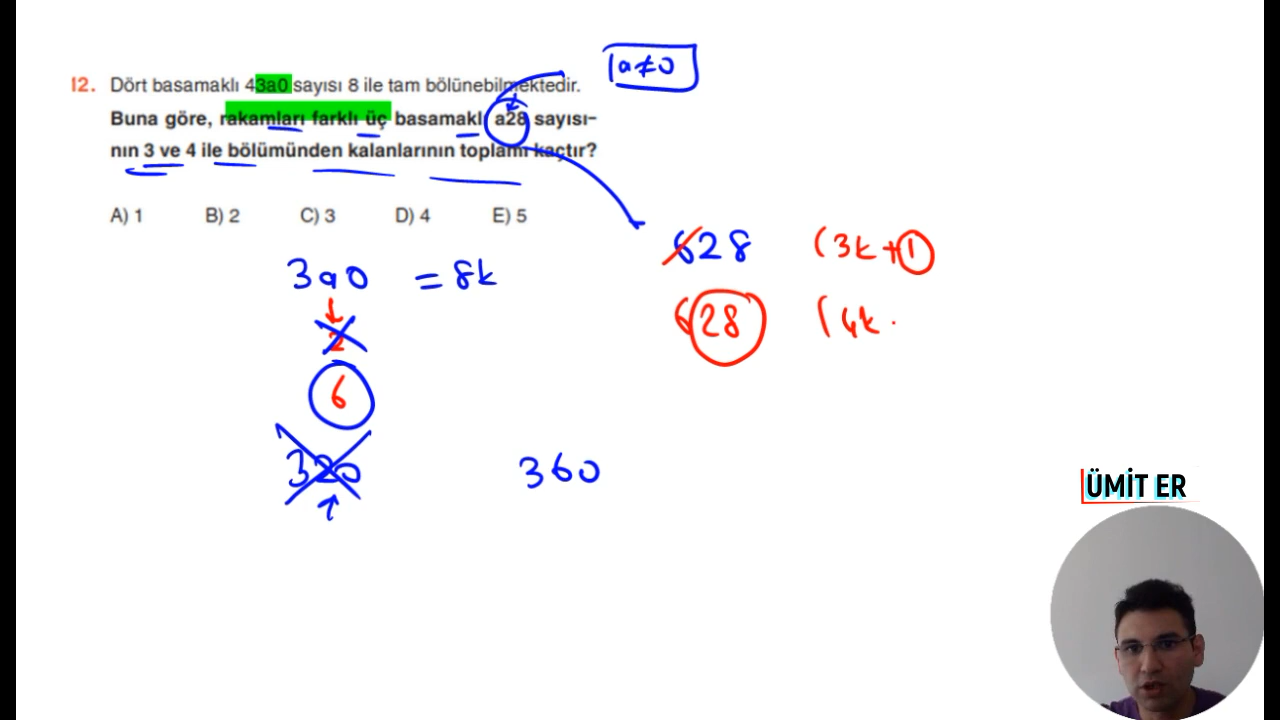 12. Dört basamaklı 43a0 sayısı 8 ile tam bölünebilmektedir.
Buna göre, rakamları farklı üç basamaklı a28 sayısı-
nın 3 ve 4 ile bölümünden kalanlarının toplamı kaçtır?
A) 1 B) 2 C) 3 D) 4 E) 5
a≠0
3a0 = 8k
2
6
320
360
628 (3k+1
628 (4k.
ÜMİT ER